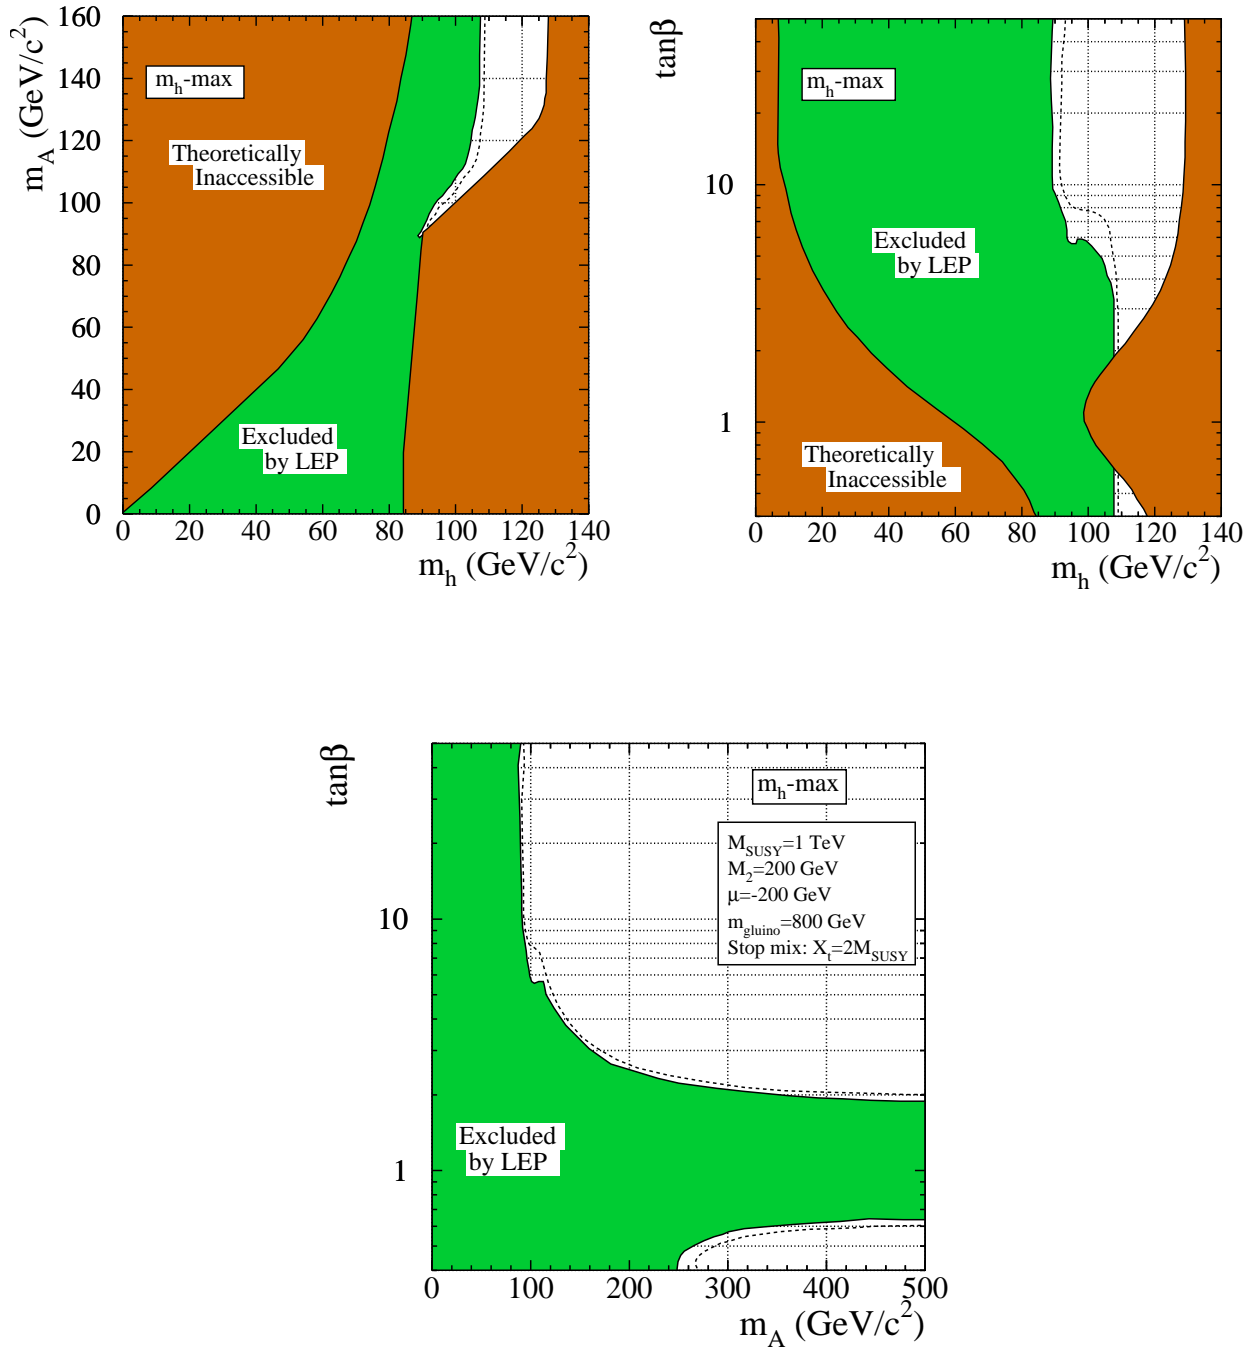 m_A (GeV/c²)
160
140
120
100
80
60
40
20
0
m_h-max
Theoretically
Inaccessible
Excluded
by LEP
0 20 40 60 80 100 120 140
m_h (GeV/c²)
tanβ
10
1
m_h-max
Excluded
by LEP
Theoretically
Inaccessible
0 20 40 60 80 100 120 140
m_h (GeV/c²)
tanβ
10
1
m_h-max
M_SUSY=1 TeV
M_2=200 GeV
μ=-200 GeV
m_gluino=800 GeV
Stop mix: X_t=2M_SUSY
Excluded
by LEP
0 100 200 300 400 500
m_A (GeV/c²)